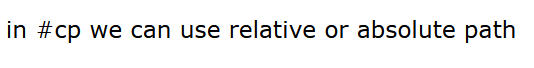 in #cp we can use relative or absolute path